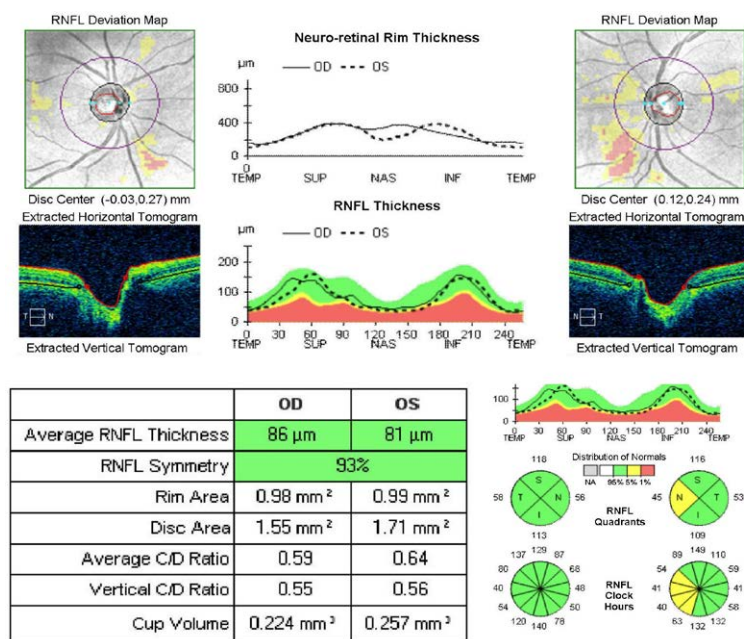 RNFL Deviation Map
Neuro-retinal Rim Thickness
RNFL Deviation Map
µm
OD OS
800
400
0
TEMP SUP NAS INF TEMP
Disc Center (-0.03,0.27) mm
Disc Center (0.12,0.24) mm
Extracted Horizontal Tomogram
RNFL Thickness
Extracted Horizontal Tomogram
µm
OD OS
200
100
0
0 30 60 90 120 150 180 210 240
TEMP SUP NAS INF TEMP
T N
T N
Extracted Vertical Tomogram
Extracted Vertical Tomogram
OD OS
Average RNFL Thickness 86 µm 81 µm
RNFL Symmetry 93%
Rim Area 0.98 mm² 0.99 mm²
Disc Area 1.55 mm² 1.71 mm²
Average C/D Ratio 0.59 0.64
Vertical C/D Ratio 0.55 0.56
Cup Volume 0.224 mm³ 0.257 mm³
100
0
0 30 60 90 120 150 180 210 240
TEMP SUP NAS INF TEMP
Distribution of Normals
NA 95% 5% 1%
118
S
58 T N 56
I
113
RNFL
Quadrants
116
S
45 N T 53
I
109
129
137 87
80 68
40 48
54 50
120 78
140
RNFL
Clock
Hours
149
89 110
54 59
41 41
40 58
63 132
132